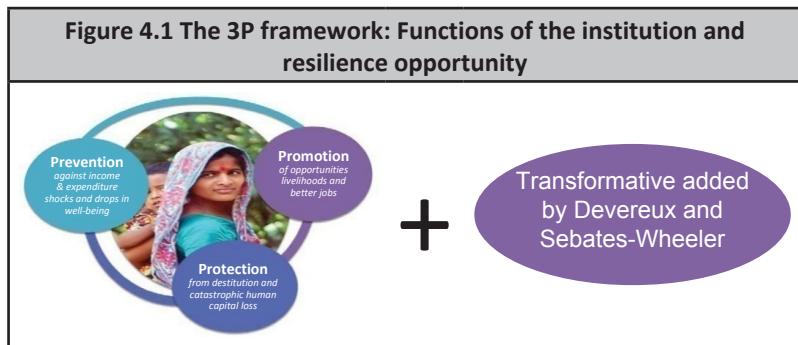 Figure 4.1 The 3P framework: Functions of the institution and
resilience opportunity
Prevention
against income
& expenditure
shocks and drops in
well-being
Promotion
of opportunities
livelihoods and
better jobs
Protection
from destitution and
catastrophic human
capital loss
+
Transformative added
by Devereux and
Sebates-Wheeler